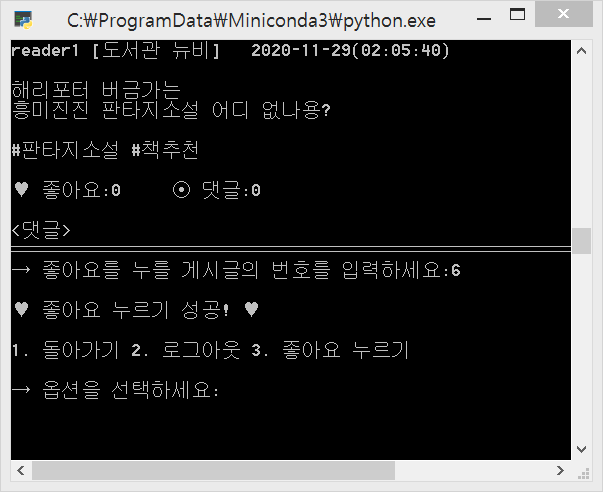 C:₩ProgramData₩Miniconda3₩python.exe
reader1 [도서관 뉴비] 2020-11-29(02:05:40)
해리포터 버금가는
흥미진진 판타지소설 어디 없나용?
#판타지소설 #책추천
♥ 좋아요:0 ⊙ 댓글:0
<댓글>
→ 좋아요를 누를 게시글의 번호를 입력하세요:6
♥ 좋아요 누르기 성공! ♥
1. 돌아가기 2. 로그아웃 3. 좋아요 누르기
→ 옵션을 선택하세요: